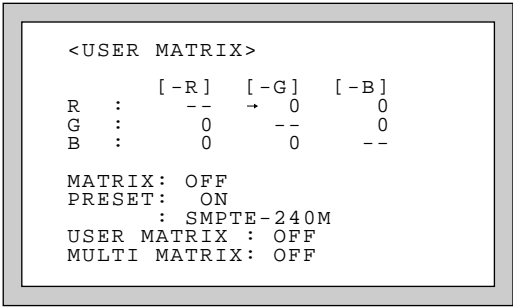 <USER MATRIX>
[-R] [-G] [-B]
R : -- → 0 0
G : 0 -- 0
B : 0 0 --
MATRIX: OFF
PRESET: ON
: SMPTE-240M
USER MATRIX : OFF
MULTI MATRIX: OFF